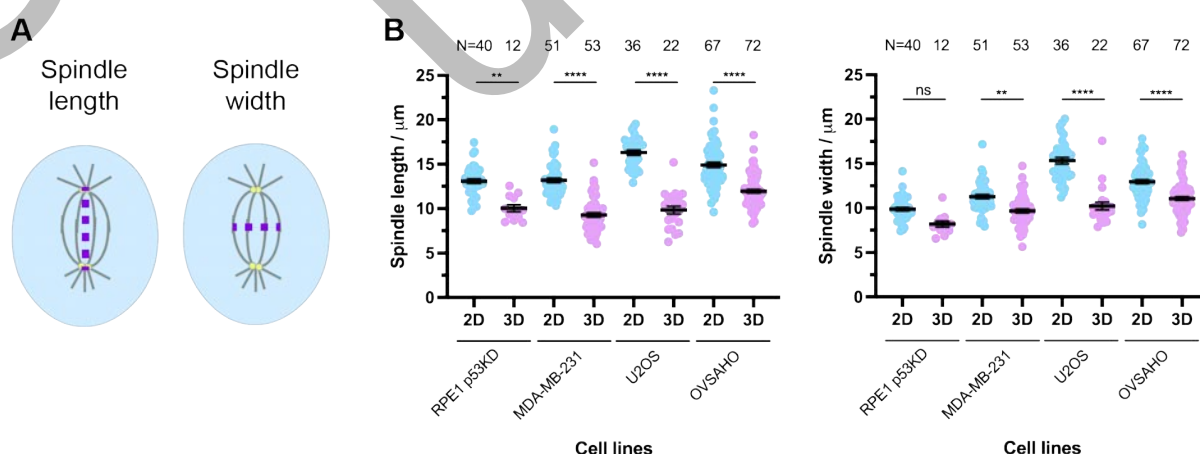 A
Spindle
length
Spindle
width
B
N=40 12 51 53 36 22 67 72
** **** **** ****
25
20
15
10
5
0
Spindle length / μm
2D 3D 2D 3D 2D 3D 2D 3D
RPE1 p53KD
MDA-MB-231
U2OS
OVSAHO
Cell lines
N=40 12 51 53 36 22 67 72
ns ** **** ****
25
20
15
10
5
0
Spindle width / μm
2D 3D 2D 3D 2D 3D 2D 3D
RPE1 p53KD
MDA-MB-231
U2OS
OVSAHO
Cell lines